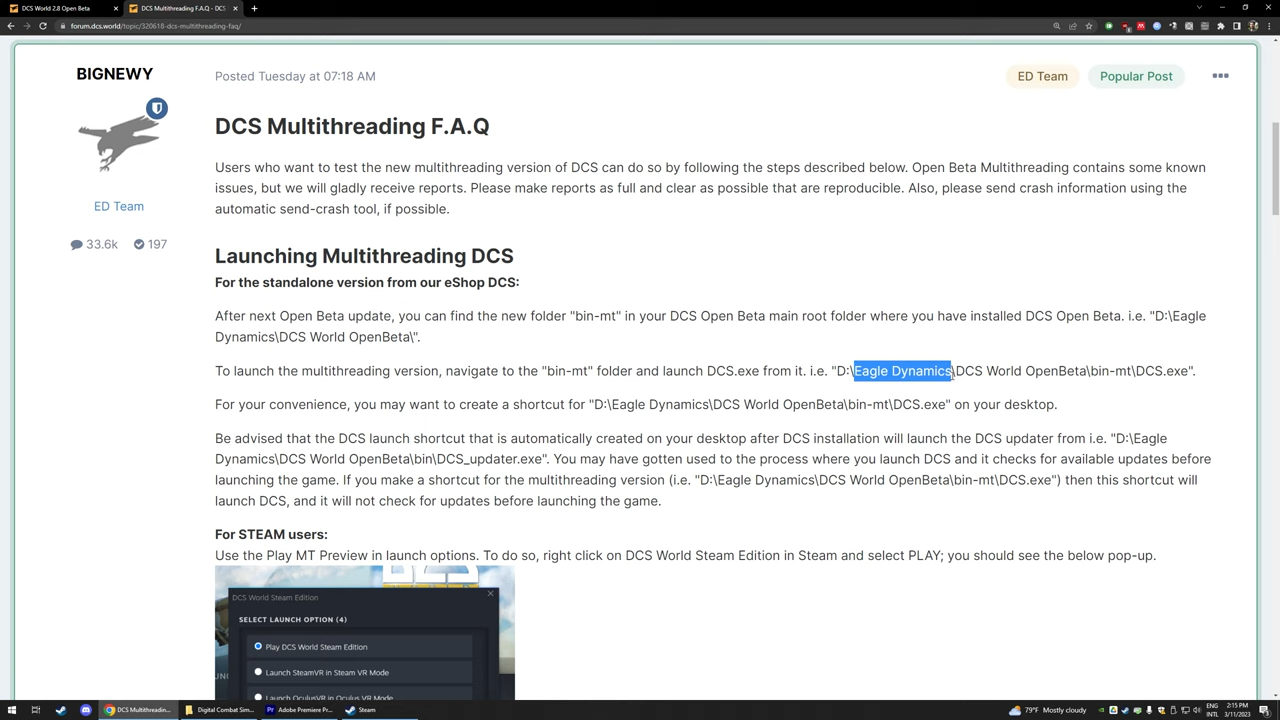 DCS World 2.8 Open Beta
DCS Multithreading F.A.Q - DCS
forum.dcs.world/topic/320618-dcs-multithreading-faq/
BIGNEWY
Posted Tuesday at 07:18 AM
ED Team
Popular Post
ED Team
33.6k
197
DCS Multithreading F.A.Q
Users who want to test the new multithreading version of DCS can do so by following the steps described below. Open Beta Multithreading contains some known
issues, but we will gladly receive reports. Please make reports as full and clear as possible that are reproducible. Also, please send crash information using the
automatic send-crash tool, if possible.
Launching Multithreading DCS
For the standalone version from our eShop DCS:
After next Open Beta update, you can find the new folder "bin-mt" in your DCS Open Beta main root folder where you have installed DCS Open Beta. i.e. "D:\Eagle
Dynamics\DCS World OpenBeta\".
To launch the multithreading version, navigate to the "bin-mt" folder and launch DCS.exe from it. i.e. "D:\Eagle Dynamics\DCS World OpenBeta\bin-mt\DCS.exe".
For your convenience, you may want to create a shortcut for "D:\Eagle Dynamics\DCS World OpenBeta\bin-mt\DCS.exe" on your desktop.
Be advised that the DCS launch shortcut that is automatically created on your desktop after DCS installation will launch the DCS updater from i.e. "D:\Eagle
Dynamics\DCS World OpenBeta\bin\DCS_updater.exe". You may have gotten used to the process where you launch DCS and it checks for available updates before
launching the game. If you make a shortcut for the multithreading version (i.e. "D:\Eagle Dynamics\DCS World OpenBeta\bin-mt\DCS.exe") then this shortcut will
launch DCS, and it will not check for updates before launching the game.
For STEAM users:
Use the Play MT Preview in launch options. To do so, right click on DCS World Steam Edition in Steam and select PLAY; you should see the below pop-up.
DCS World Steam Edition
SELECT LAUNCH OPTION (4)
Play DCS World Steam Edition
Launch SteamVR in Steam VR Mode
Launch OculusVR in Oculus VR Mode
DCS Multithreadin...
Digital Combat Sim...
Adobe Premiere Pr...
Steam
79°F Mostly cloudy
ENG
INTL
2:15 PM
3/11/2023